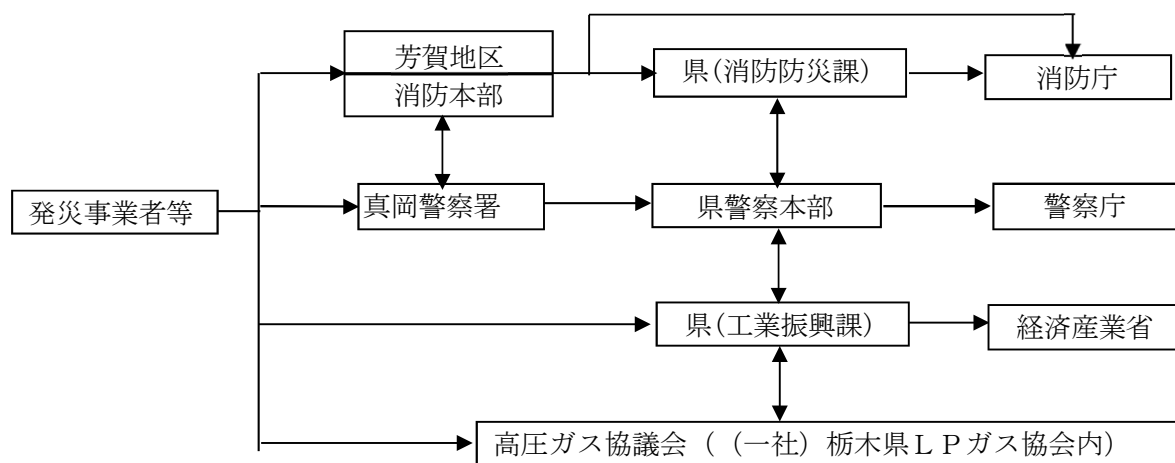 芳賀地区
消防本部
県(消防防災課)
消防庁
発災事業者等
真岡警察署
県警察本部
警察庁
県(工業振興課)
経済産業省
高圧ガス協議会（（一社）栃木県ＬＰガス協会内）